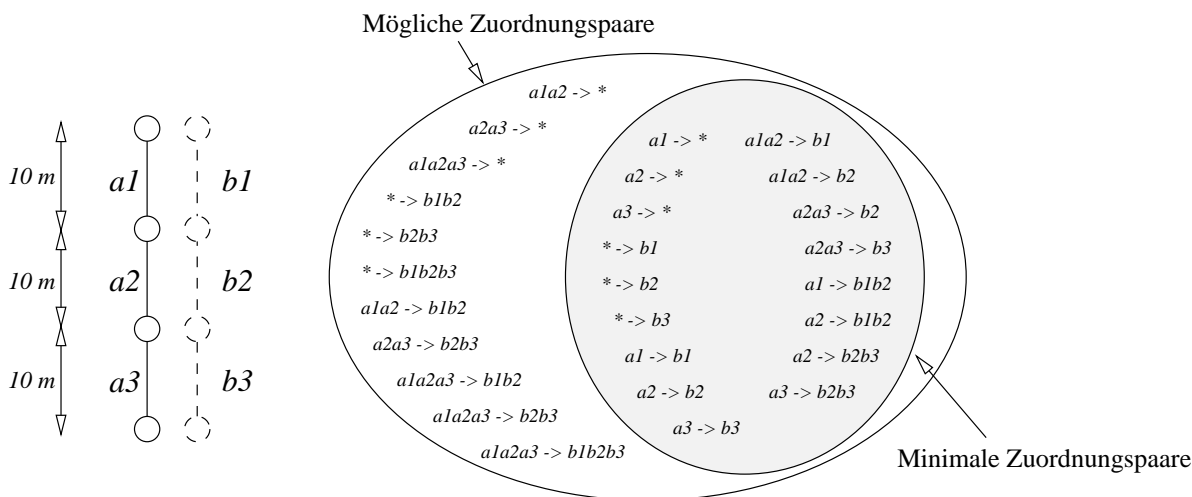 Mögliche Zuordnungspaare
10 m
a1
b1
10 m
a2
b2
10 m
a3
b3
a1a2 -> *
a2a3 -> *
a1a2a3 -> *
* -> b1b2
* -> b2b3
* -> b1b2b3
a1a2 -> b1b2
a2a3 -> b2b3
a1a2a3 -> b1b2
a1a2a3 -> b2b3
a1a2a3 -> b1b2b3
a1 -> *
a2 -> *
a3 -> *
* -> b1
* -> b2
* -> b3
a1 -> b1
a2 -> b2
a3 -> b3
a1a2 -> b1
a1a2 -> b2
a2a3 -> b2
a2a3 -> b3
a1 -> b1b2
a2 -> b1b2
a2 -> b2b3
a3 -> b2b3
Minimale Zuordnungspaare